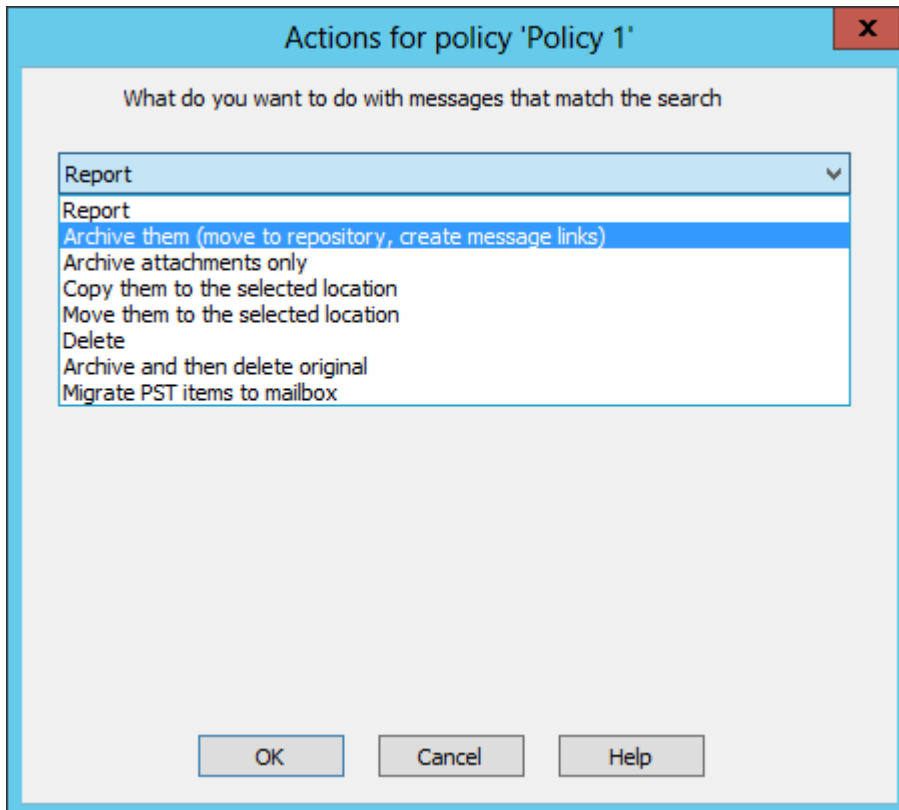 Actions for policy 'Policy 1'
x
What do you want to do with messages that match the search
Report
Report
Archive them (move to repository, create message links)
Archive attachments only
Copy them to the selected location
Move them to the selected location
Delete
Archive and then delete original
Migrate PST items to mailbox
OK Cancel Help